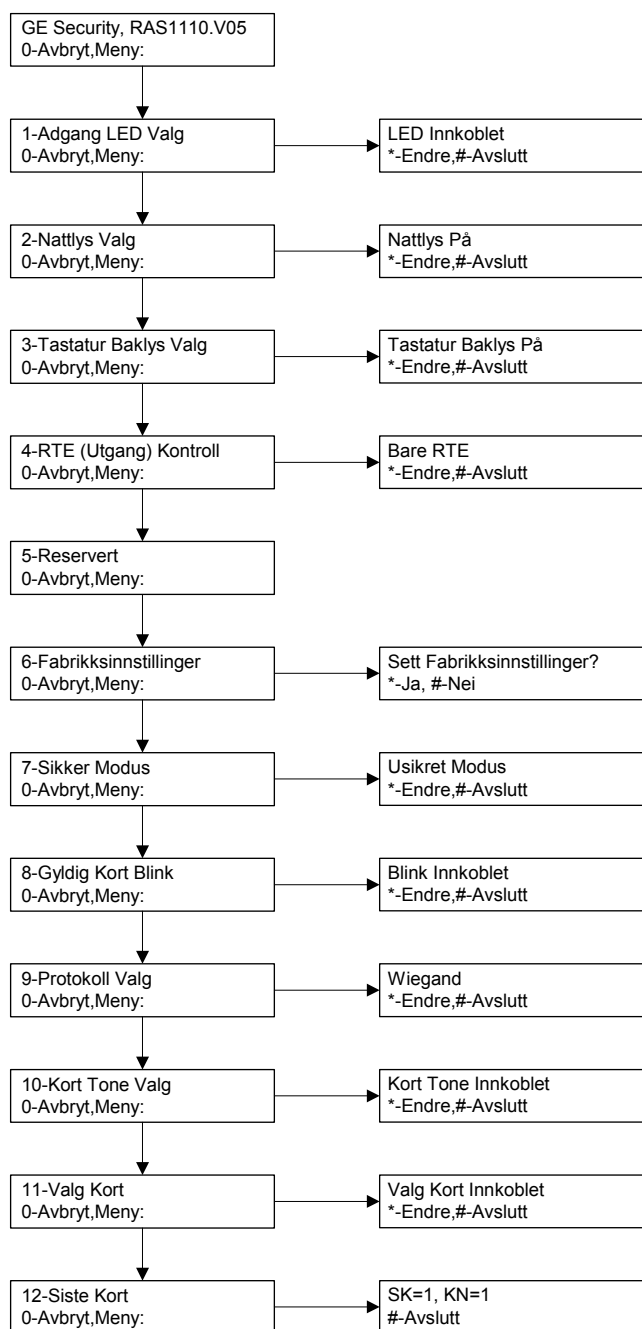 GE Security, RAS1110.V05
0-Avbryt,Meny:
1-Adgang LED Valg
0-Avbryt,Meny:
LED Innkoblet
*-Endre,#-Avslutt
2-Nattlys Valg
0-Avbryt,Meny:
Nattlys På
*-Endre,#-Avslutt
3-Tastatur Baklys Valg
0-Avbryt,Meny:
Tastatur Baklys På
*-Endre,#-Avslutt
4-RTE (Utgang) Kontroll
0-Avbryt,Meny:
Bare RTE
*-Endre,#-Avslutt
5-Reservert
0-Avbryt,Meny:
6-Fabrikksinnstillinger
0-Avbryt,Meny:
Sett Fabrikksinnstillinger?
*-Ja, #-Nei
7-Sikker Modus
0-Avbryt,Meny:
Usikret Modus
*-Endre,#-Avslutt
8-Gyldig Kort Blink
0-Avbryt,Meny:
Blink Innkoblet
*-Endre,#-Avslutt
9-Protokoll Valg
0-Avbryt,Meny:
Wiegand
*-Endre,#-Avslutt
10-Kort Tone Valg
0-Avbryt,Meny:
Kort Tone Innkoblet
*-Endre,#-Avslutt
11-Valg Kort
0-Avbryt,Meny:
Valg Kort Innkoblet
*-Endre,#-Avslutt
12-Siste Kort
0-Avbryt,Meny:
SK=1, KN=1
#-Avslutt